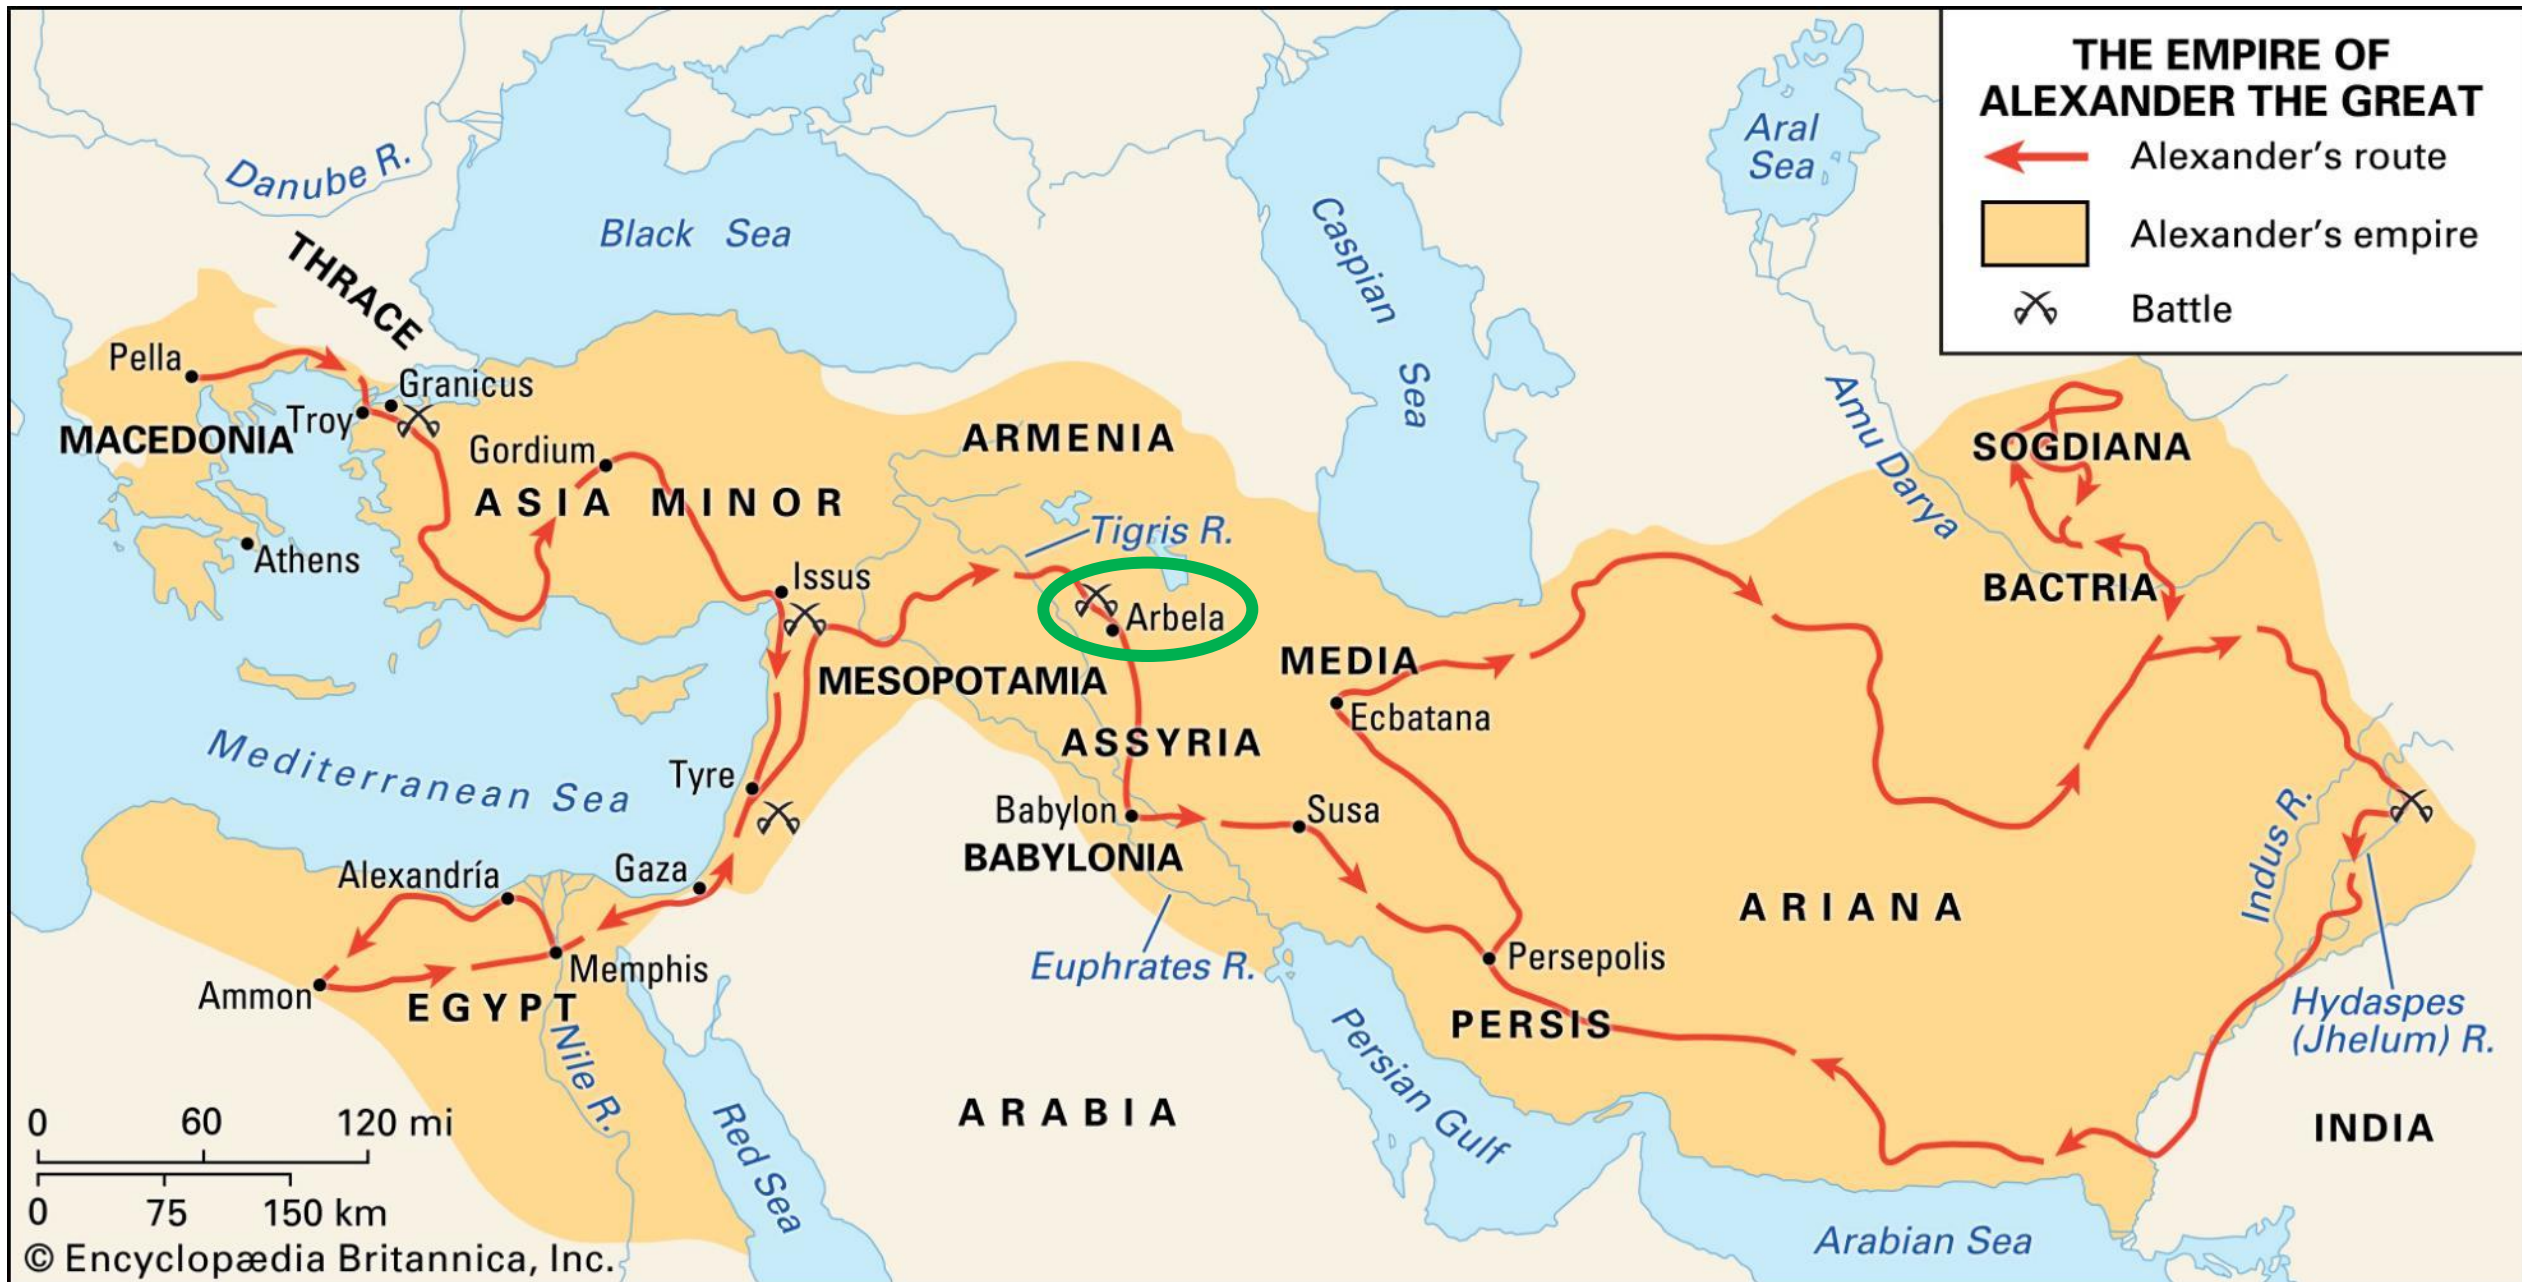 THE EMPIRE OF
ALEXANDER THE GREAT
Alexander's route
Alexander's empire
Battle
Aral
Sea
Danube R.
Black Sea
Caspian Sea
THRACE
Pella
Granicus
Troy
MACEDONIA
Gordium
ARMENIA
Amu Darya
SOGDIANA
ASIA MINOR
Tigris R.
Athens
Issus
BACTRIA
Arbela
MEDIA
MESOPOTAMIA
Ecbatana
ASSYRIA
Mediterranean Sea
Tyre
Babylon
Susa
BABYLONIA
Indus R.
Alexandría
Gaza
ARIANA
Euphrates R.
Persepolis
Memphis
Ammon
EGYPT
Nile R.
PERSIS
Hydaspes
(Jhelum) R.
Persian Gulf
Red Sea
ARABIA
INDIA
0 60 120 mi
0 75 150 km
Arabian Sea
© Encyclopædia Britannica, Inc.